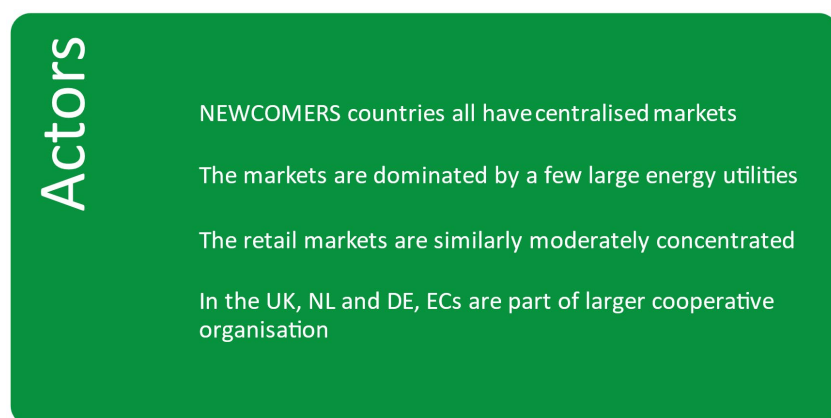 Actors
NEWCOMERS countries all have centralised markets
The markets are dominated by a few large energy utilities
The retail markets are similarly moderately concentrated
In the UK, NL and DE, ECs are part of larger cooperative
organisation